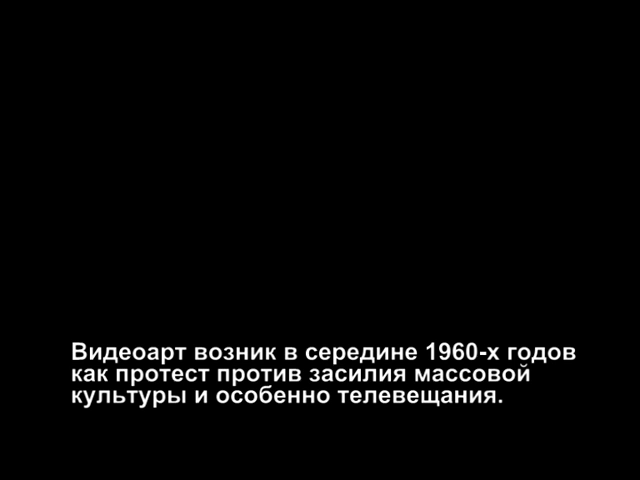 Видеоарт возник в середине 1960-х годов
как протест против засилия массовой
культуры и особенно телевещания.